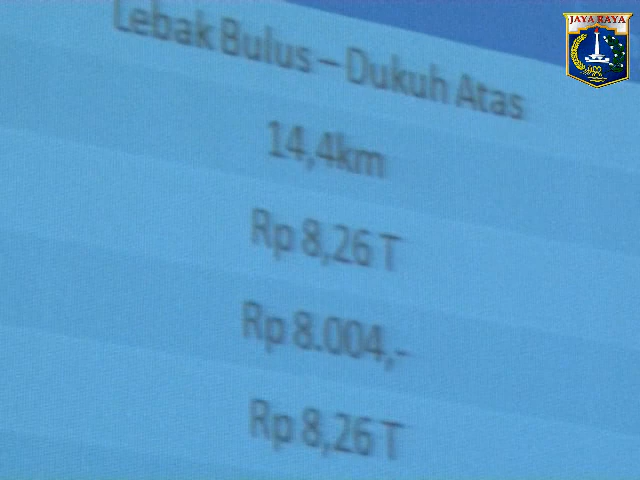 JAYA RAYA
Lebak Bulus – Dukuh Atas
14,4km
Rp 8,26 T
Rp 8.004,-
Rp 8,26 T